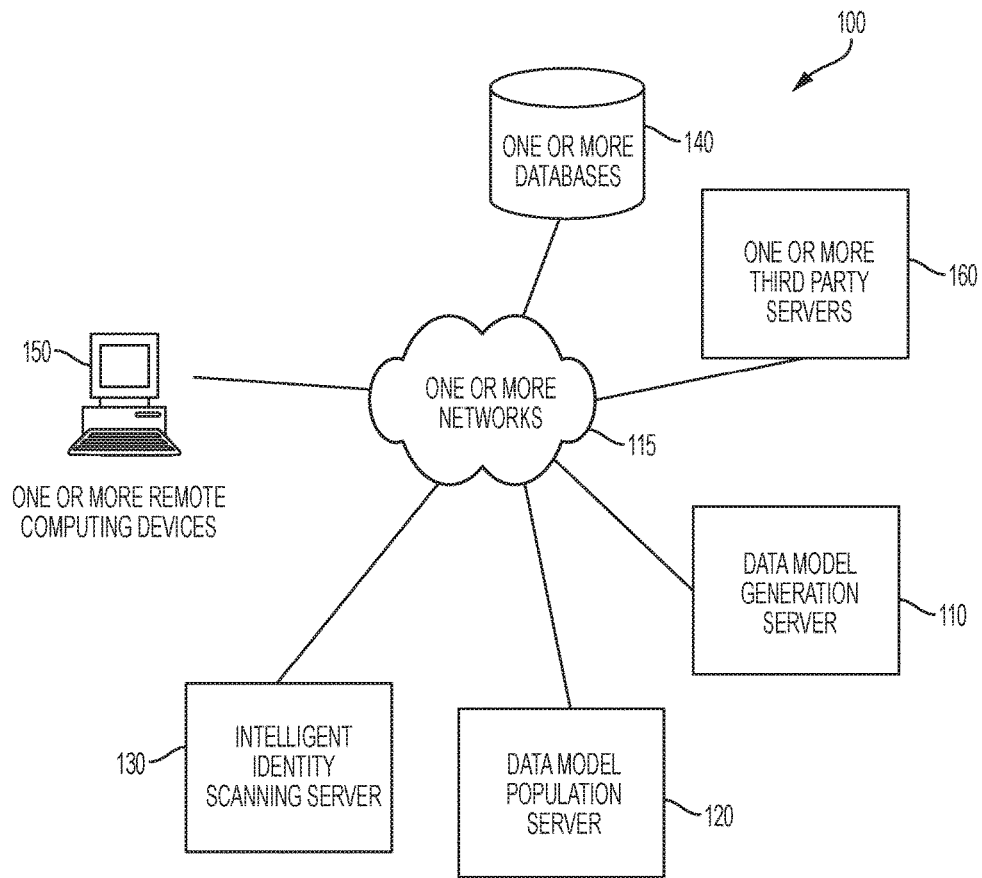 100
ONE OR MORE
DATABASES
140
ONE OR MORE
THIRD PARTY
SERVERS
160
150
ONE OR MORE REMOTE
COMPUTING DEVICES
ONE OR MORE
NETWORKS
115
DATA MODEL
GENERATION
SERVER
110
INTELLIGENT
IDENTITY
SCANNING SERVER
130
DATA MODEL
POPULATION
SERVER
120